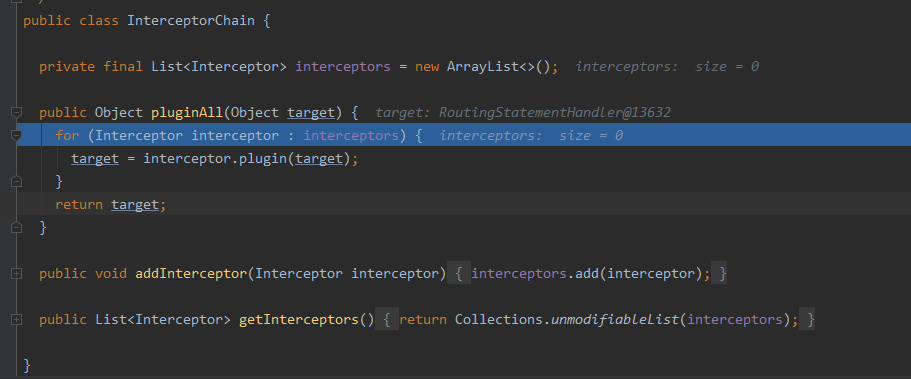 public class InterceptorChain {
private final List<Interceptor> interceptors = new ArrayList<>();  interceptors:  size = 0
public Object pluginAll(Object target) {  target: RoutingStatementHandler@13632
for (Interceptor interceptor : interceptors) {  interceptors:  size = 0
target = interceptor.plugin(target);
}
return target;
}
public void addInterceptor(Interceptor interceptor) { interceptors.add(interceptor); }
public List<Interceptor> getInterceptors() { return Collections.unmodifiableList(interceptors); }
}